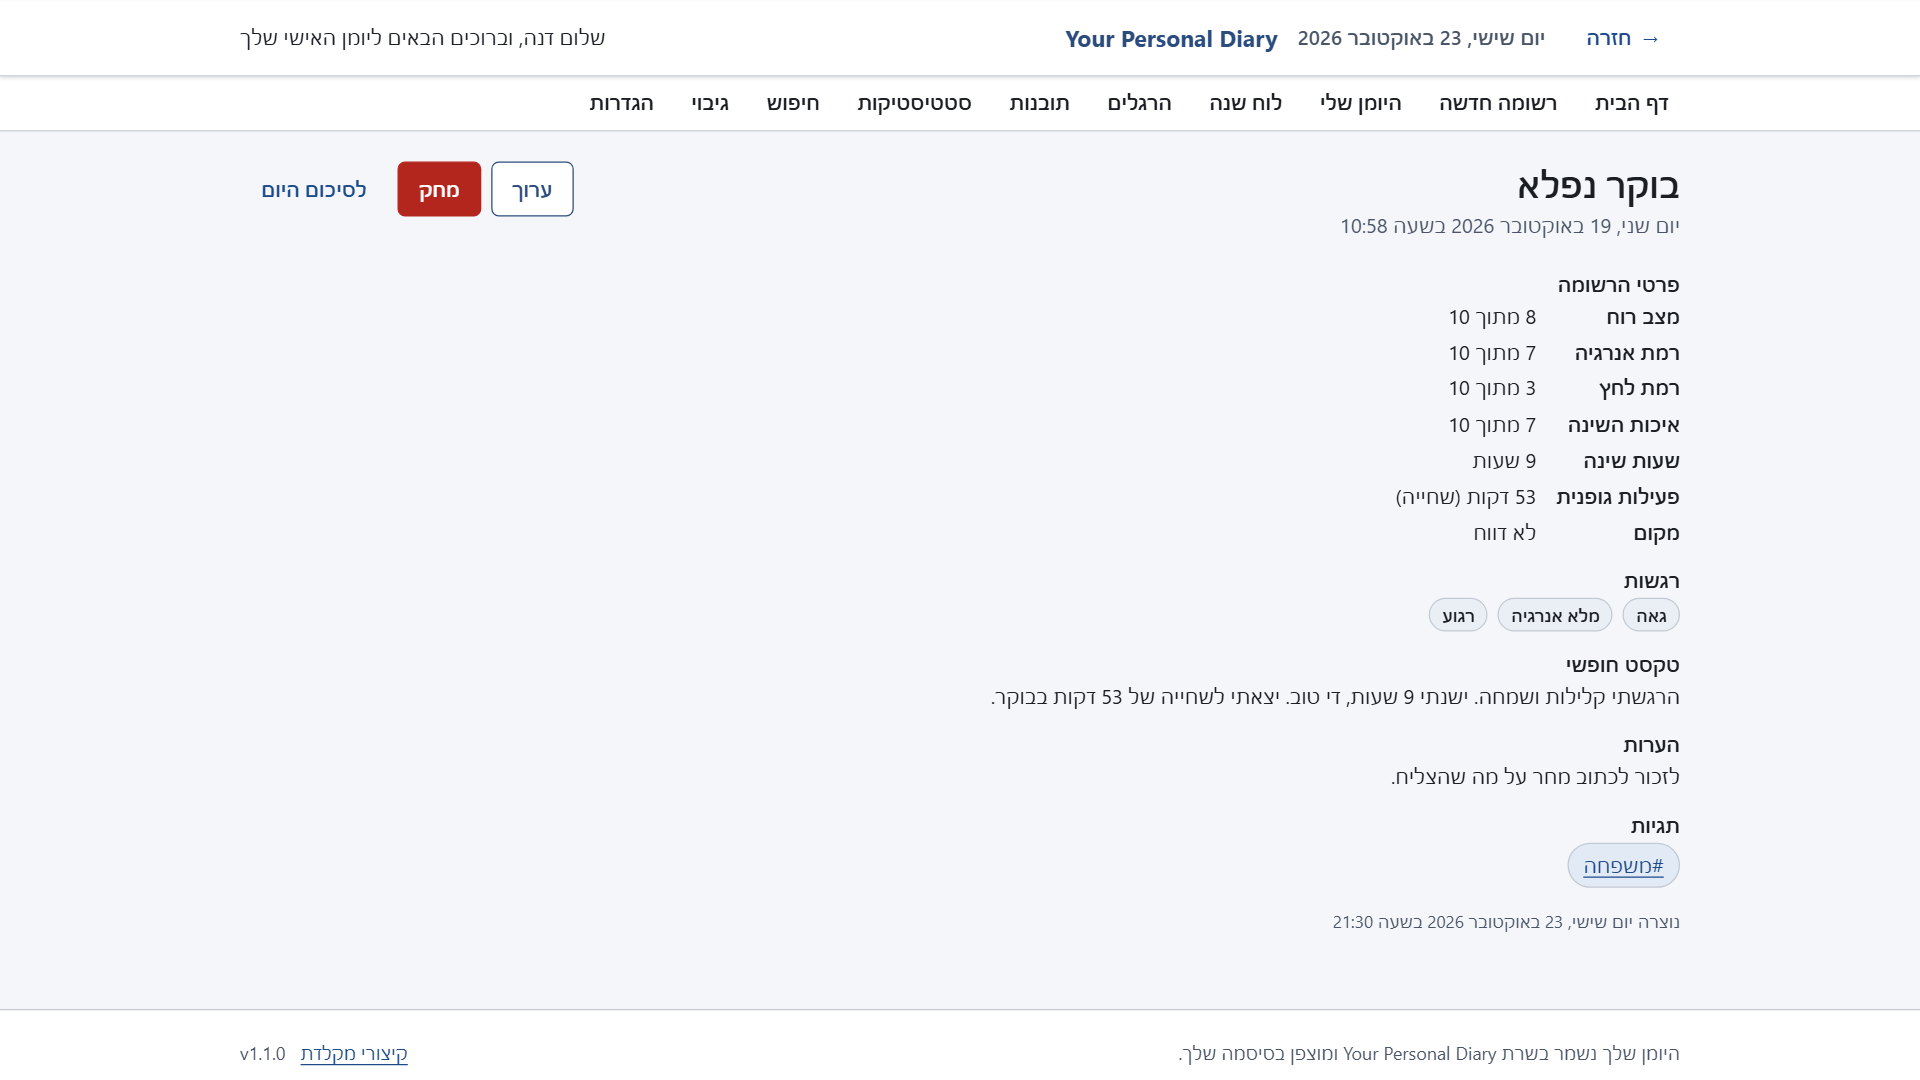 → חזרה
יום שישי, 23 באוקטובר 2026
Your Personal Diary
שלום דנה, וברוכים הבאים ליומן האישי שלך
דף הבית רשומה חדשה היומן שלי לוח שנה הרגלים תובנות סטטיסטיקות חיפוש גיבוי הגדרות
בוקר נפלא
ערוך מחק לסיכום היום
יום שני, 19 באוקטובר 2026 בשעה 10:58
פרטי הרשומה
מצב רוח 8 מתוך 10
רמת אנרגיה 7 מתוך 10
רמת לחץ 3 מתוך 10
איכות השינה 7 מתוך 10
שעות שינה 9 שעות
פעילות גופנית 53 דקות (שחייה)
מקום לא דווח
רגשות
גאה מלא אנרגיה רגוע
טקסט חופשי
הרגשתי קלילות ושמחה. ישנתי 9 שעות, די טוב. יצאתי לשחייה של 53 דקות בבוקר.
הערות
לזכור לכתוב מחר על מה שהצליח.
תגיות
#משפחה
נוצרה יום שישי, 23 באוקטובר 2026 בשעה 21:30
היומן שלך נשמר בשרת Your Personal Diary ומוצפן בסיסמה שלך.
קיצורי מקלדת v1.1.0